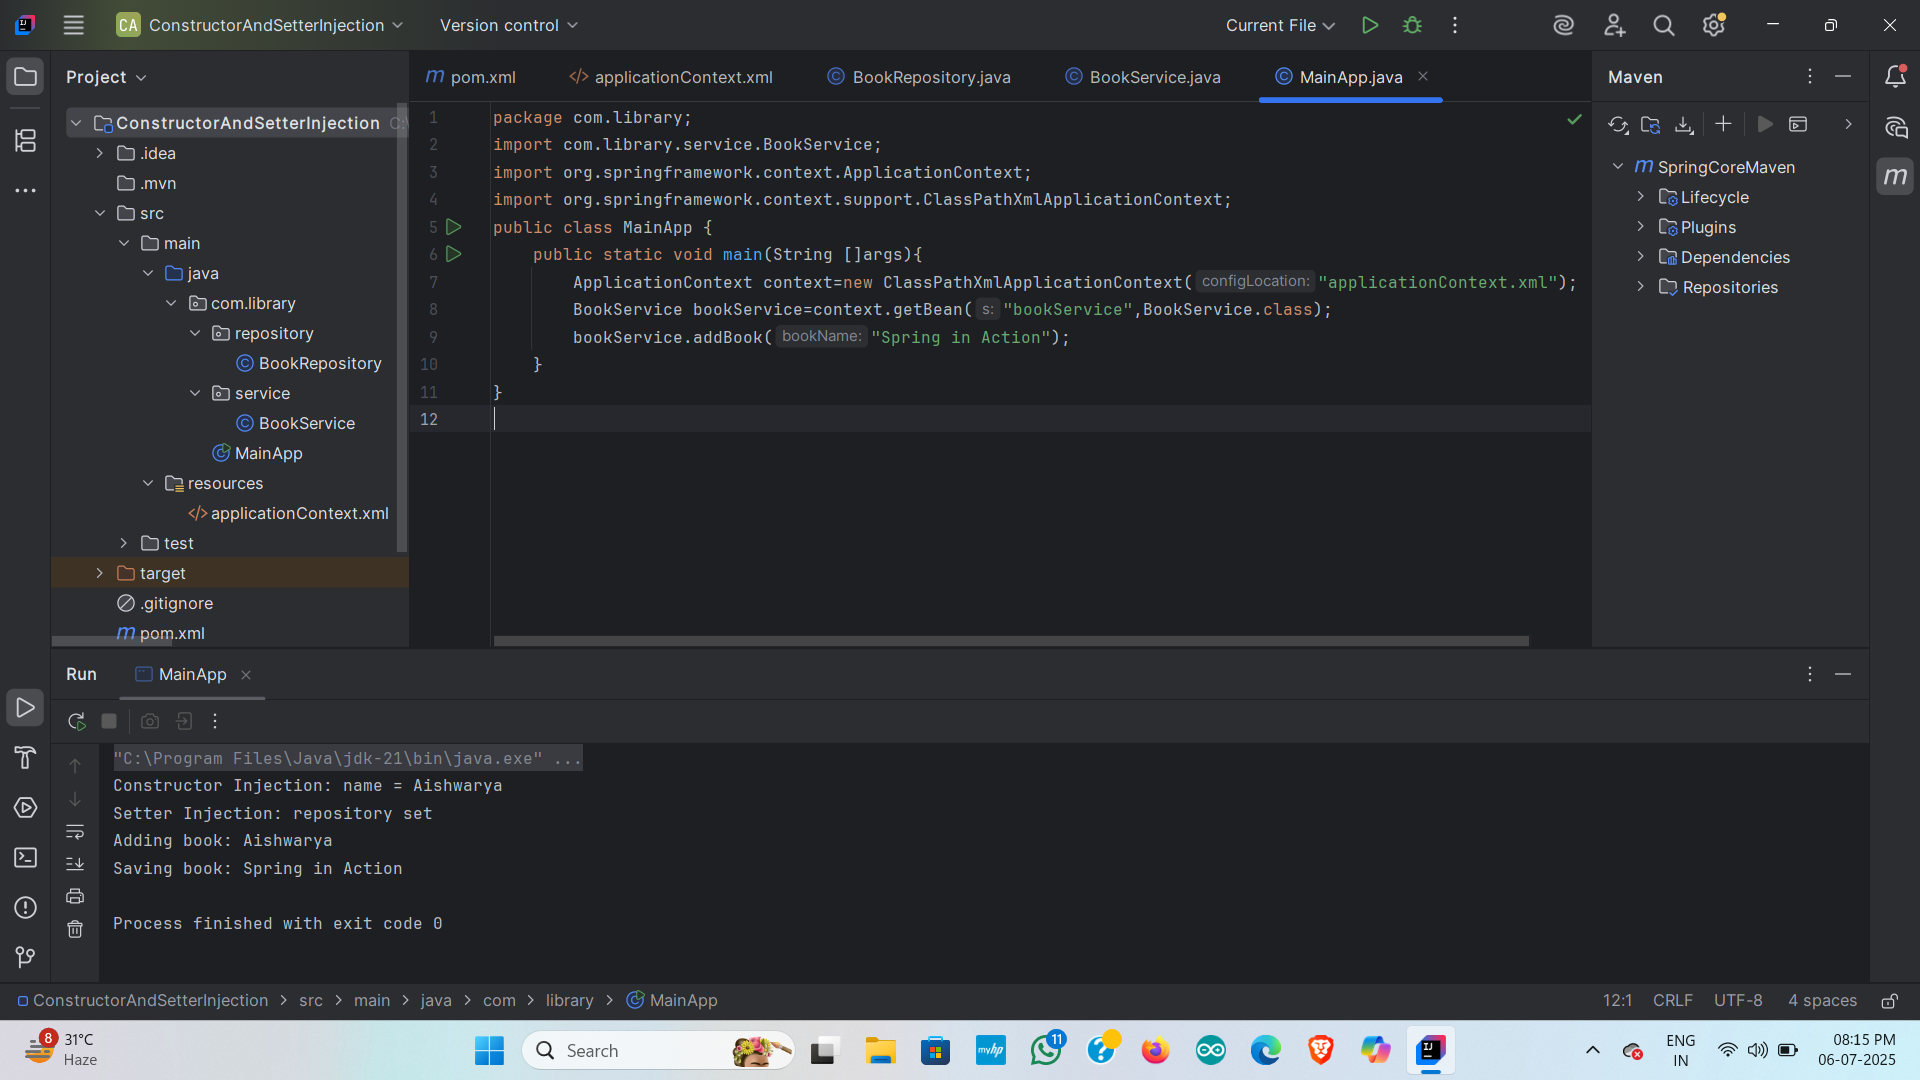 CA ConstructorAndSetterInjection Version control Current File
Project
pom.xml applicationContext.xml BookRepository.java BookService.java MainApp.java
Maven
ConstructorAndSetterInjection
.idea
.mvn
src
main
java
com.library
repository
BookRepository
service
BookService
MainApp
resources
applicationContext.xml
test
target
.gitignore
pom.xml
1 package com.library;
2 import com.library.service.BookService;
3 import org.springframework.context.ApplicationContext;
4 import org.springframework.context.support.ClassPathXmlApplicationContext;
5 public class MainApp {
6 public static void main(String []args){
7 ApplicationContext context=new ClassPathXmlApplicationContext( configLocation: "applicationContext.xml");
8 BookService bookService=context.getBean( s: "bookService",BookService.class);
9 bookService.addBook( bookName: "Spring in Action");
10 }
11 }
12
SpringCoreMaven
Lifecycle
Plugins
Dependencies
Repositories
Run MainApp
"C:\Program Files\Java\jdk-21\bin\java.exe" ...
Constructor Injection: name = Aishwarya
Setter Injection: repository set
Adding book: Aishwarya
Saving book: Spring in Action
Process finished with exit code 0
ConstructorAndSetterInjection > src > main > java > com > library > MainApp
12:1 CRLF UTF-8 4 spaces
8
31°C
Haze
Search
myhp
11
ENG
IN
08:15 PM
06-07-2025